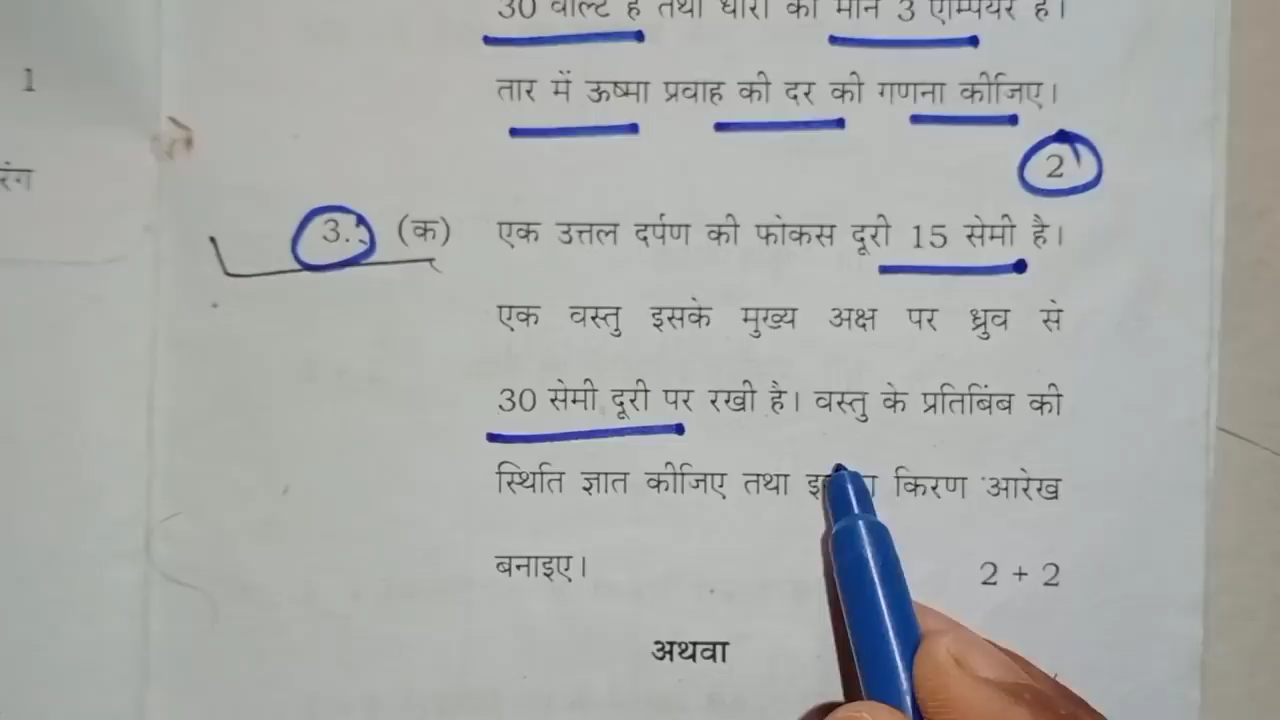 30 वोल्ट है तथा धारा का मान 3 एम्पियर है।
1
तार में ऊष्मा प्रवाह की दर की गणना कीजिए।
2
रंग
3. (क) एक उत्तल दर्पण की फोकस दूरी 15 सेमी है।
एक वस्तु इसके मुख्य अक्ष पर ध्रुव से
30 सेमी दूरी पर रखी है। वस्तु के प्रतिबिंब की
स्थिति ज्ञात कीजिए तथा किरण आरेख
बनाइए। 2 + 2
अथवा